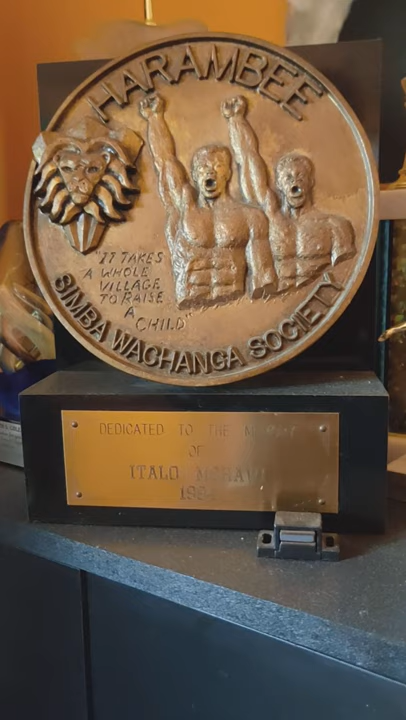 HARAMBEE
"IT TAKES
A WHOLE
VILLAGE
TO RAISE
A
CHILD"
SIMBA WACHANGA SOCIETY
DEDICATED TO THE
OF
ITALO